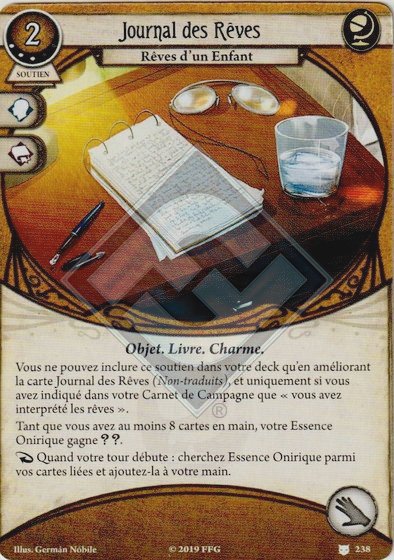 2
Journal des Rêves
SOUTIEN
Rêves d'un Enfant
Objet. Livre. Charme.
Vous ne pouvez inclure ce soutien dans votre deck qu'en améliorant
la carte Journal des Rêves (Non-traduits), et uniquement si vous
avez indiqué dans votre Carnet de Campagne que « vous avez
interprété les rêves ».
Tant que vous avez au moins 8 cartes en main, votre Essence
Onirique gagne ??.
Quand votre tour débute : cherchez Essence Onirique parmi
vos cartes liées et ajoutez-la à votre main.
Illus. Germán Nóbile
© 2019 FFG
238
®